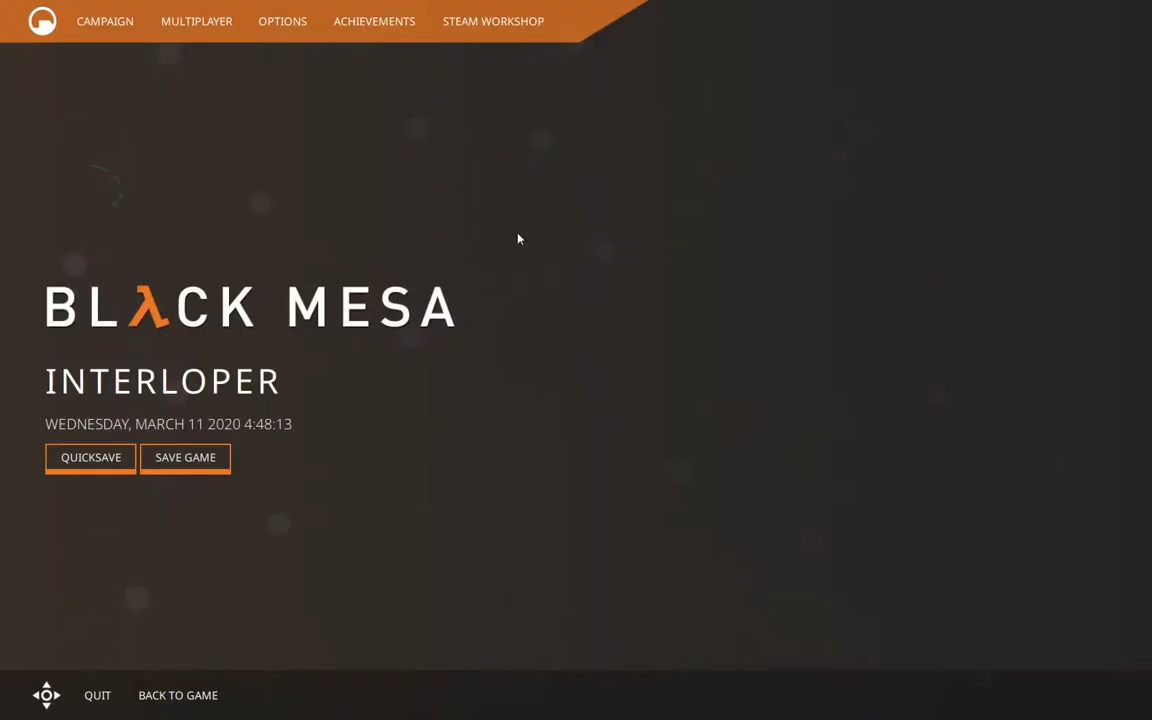 CAMPAIGN MULTIPLAYER OPTIONS ACHIEVEMENTS STEAM WORKSHOP
BLλCK MESA
INTERLOPER
WEDNESDAY, MARCH 11 2020 4:48:13
QUICKSAVE SAVE GAME
QUIT BACK TO GAME